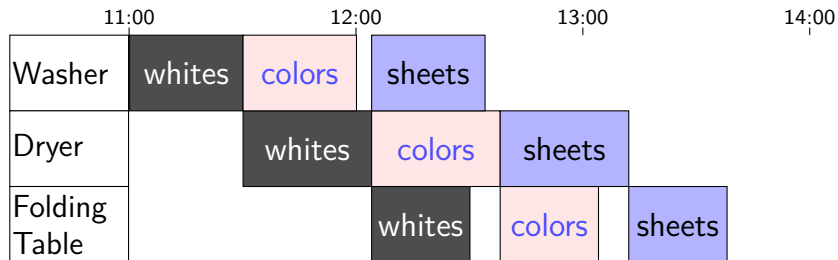 11:00 12:00 13:00 14:00
Washer whites colors sheets
Dryer whites colors sheets
Folding
Table whites colors sheets